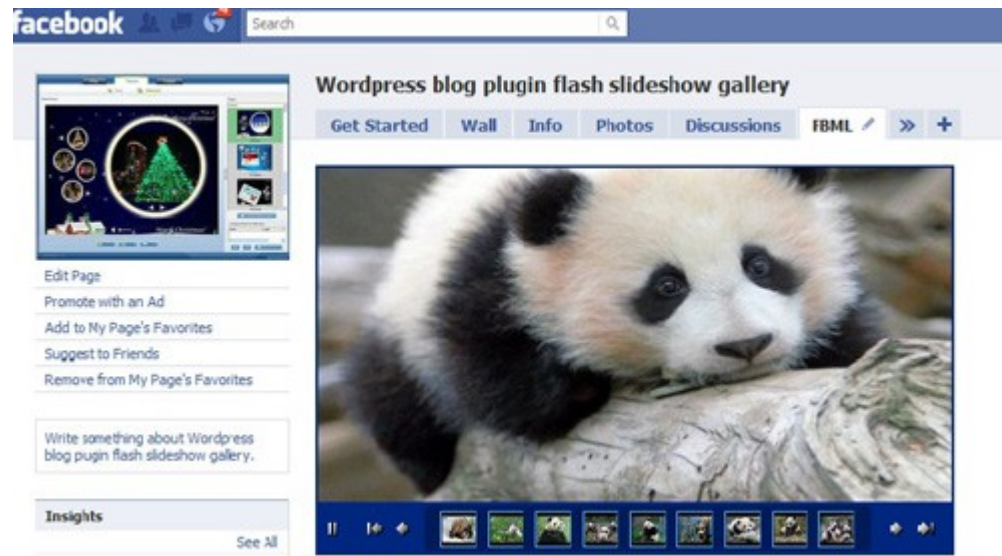 facebook
Search
Wordpress blog plugin flash slideshow gallery
Get Started Wall Info Photos Discussions FBML » +
Edit Page
Promote with an Ad
Add to My Page's Favorites
Suggest to Friends
Remove from My Page's Favorites
Write something about Wordpress
blog pugin flash slideshow gallery.
Insights
See All